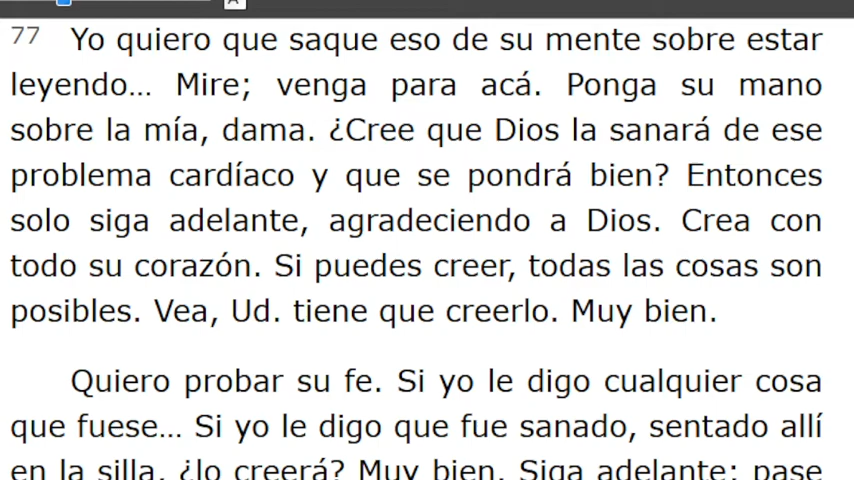 77 Yo quiero que saque eso de su mente sobre estar
leyendo... Mire; venga para acá. Ponga su mano
sobre la mía, dama. ¿Cree que Dios la sanará de ese
problema cardíaco y que se pondrá bien? Entonces
solo siga adelante, agradeciendo a Dios. Crea con
todo su corazón. Si puedes creer, todas las cosas son
posibles. Vea, Ud. tiene que creerlo. Muy bien.
Quiero probar su fe. Si yo le digo cualquier cosa
que fuese... Si yo le digo que fue sanado, sentado allí
en la silla, ¿lo creerá? Muy bien. Siga adelante; pase